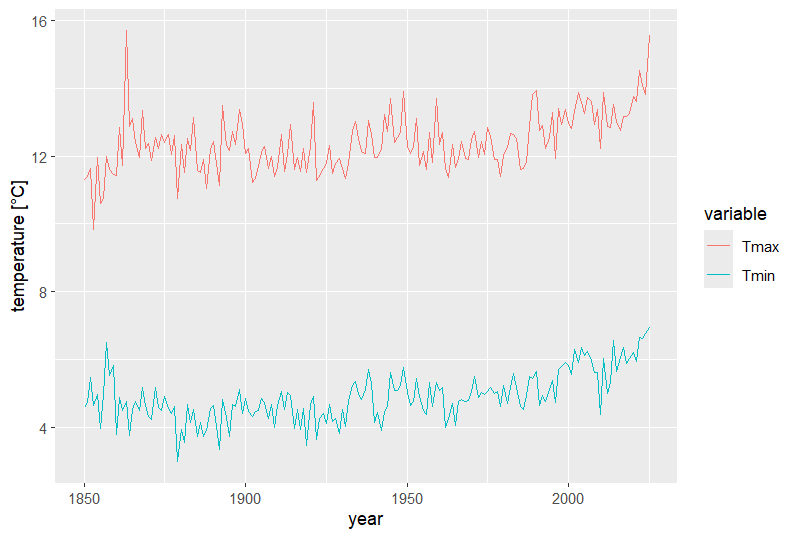 temperature [°C]
16
12
8
4
1850
1900
1950
2000
year
variable
Tmax
Tmin